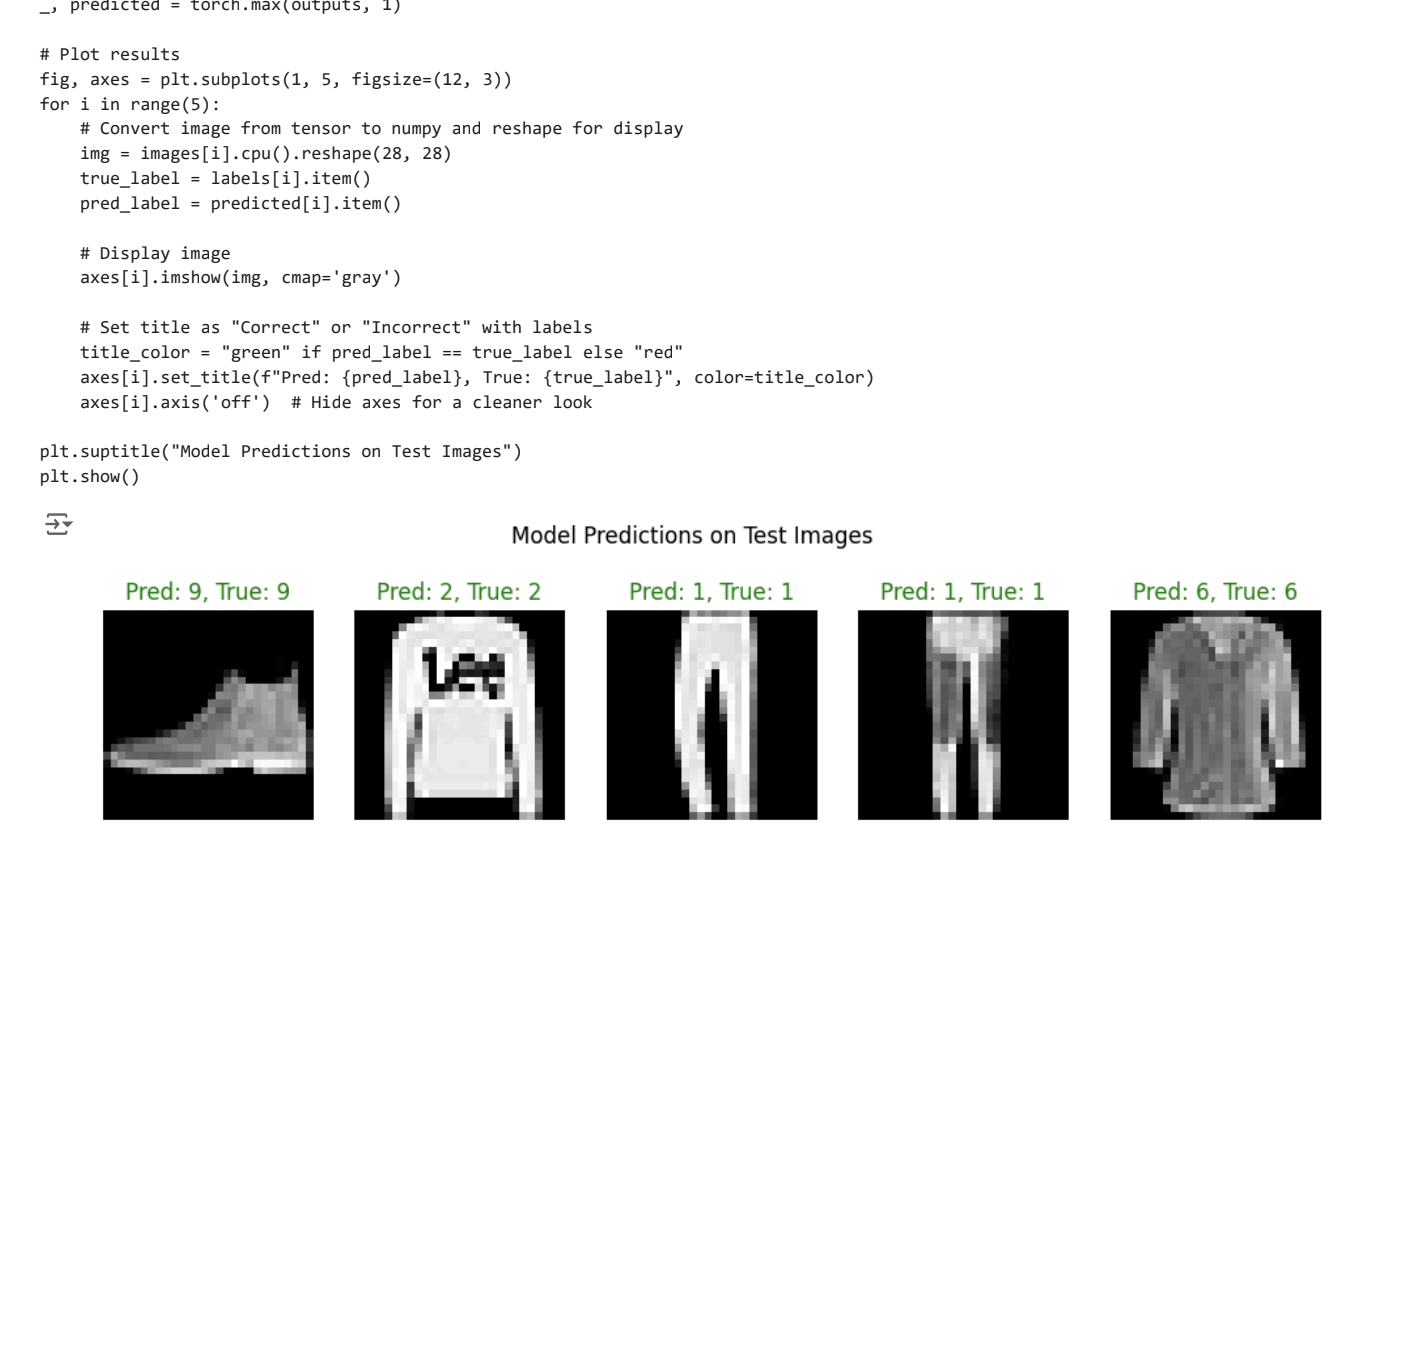 _, predicted = torch.max(outputs, 1)
# Plot results
fig, axes = plt.subplots(1, 5, figsize=(12, 3))
for i in range(5):
    # Convert image from tensor to numpy and reshape for display
    img = images[i].cpu().reshape(28, 28)
    true_label = labels[i].item()
    pred_label = predicted[i].item()
    # Display image
    axes[i].imshow(img, cmap='gray')
    # Set title as "Correct" or "Incorrect" with labels
    title_color = "green" if pred_label == true_label else "red"
    axes[i].set_title(f"Pred: {pred_label}, True: {true_label}", color=title_color)
    axes[i].axis('off')  # Hide axes for a cleaner look
plt.suptitle("Model Predictions on Test Images")
plt.show()
Model Predictions on Test Images
Pred: 9, True: 9
Pred: 2, True: 2
Pred: 1, True: 1
Pred: 1, True: 1
Pred: 6, True: 6